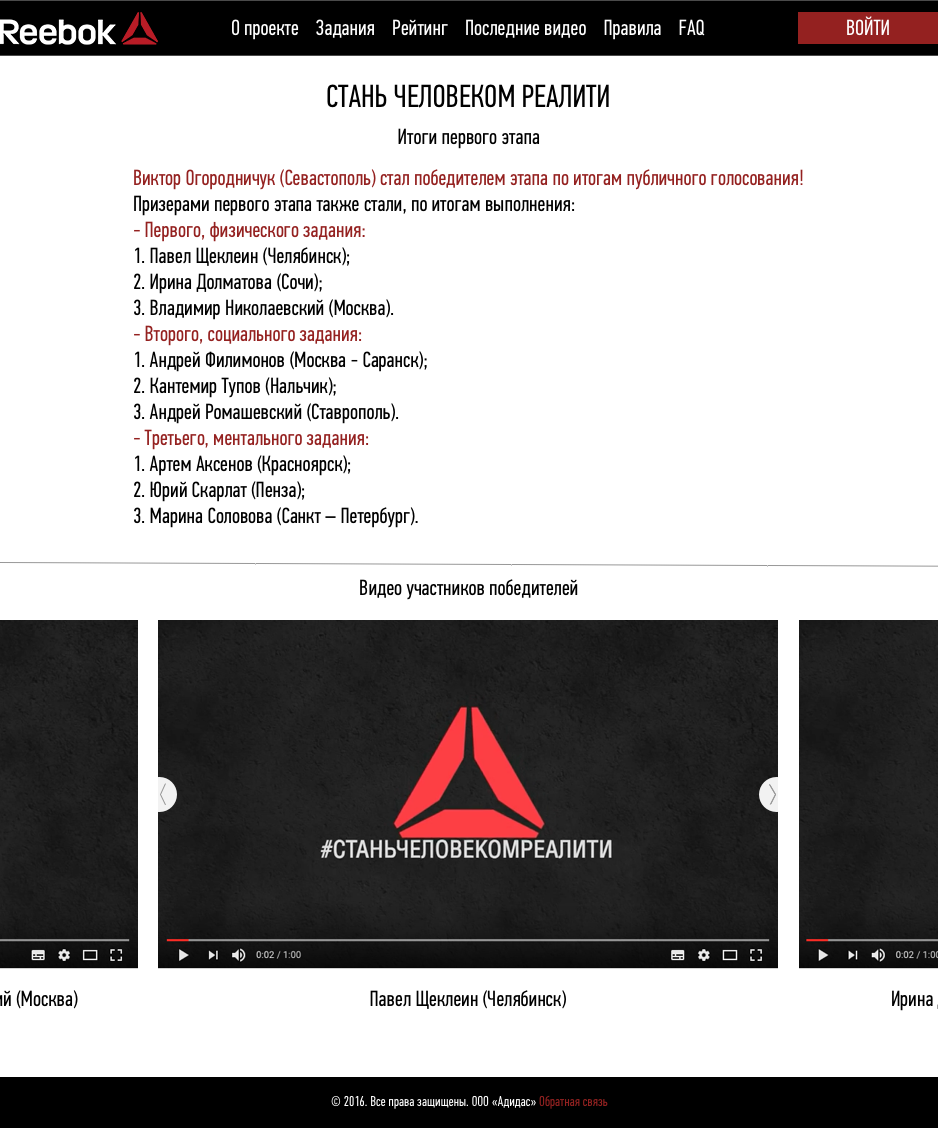 Reebok
О проекте Задания Рейтинг Последние видео Правила FAQ ВОЙТИ
СТАНЬ ЧЕЛОВЕКОМ РЕАЛИТИ
Итоги первого этапа
Виктор Огородничук (Севастополь) стал победителем этапа по итогам публичного голосования!
Призерами первого этапа также стали, по итогам выполнения:
- Первого, физического задания:
1. Павел Щеклеин (Челябинск);
2. Ирина Долматова (Сочи);
3. Владимир Николаевский (Москва).
- Второго, социального задания:
1. Андрей Филимонов (Москва - Саранск);
2. Кантемир Тупов (Нальчик);
3. Андрей Ромашевский (Ставрополь).
- Третьего, ментального задания:
1. Артем Аксенов (Красноярск);
2. Юрий Скарлат (Пенза);
3. Марина Соловова (Санкт – Петербург).
Видео участников победителей
#СТАНЬЧЕЛОВЕКОМРЕАЛИТИ
0:02 / 1:00 0:02 / 1:00
ий (Москва) Павел Щеклеин (Челябинск) Ирина
© 2016. Все права защищены. ООО «Адидас» Обратная связь